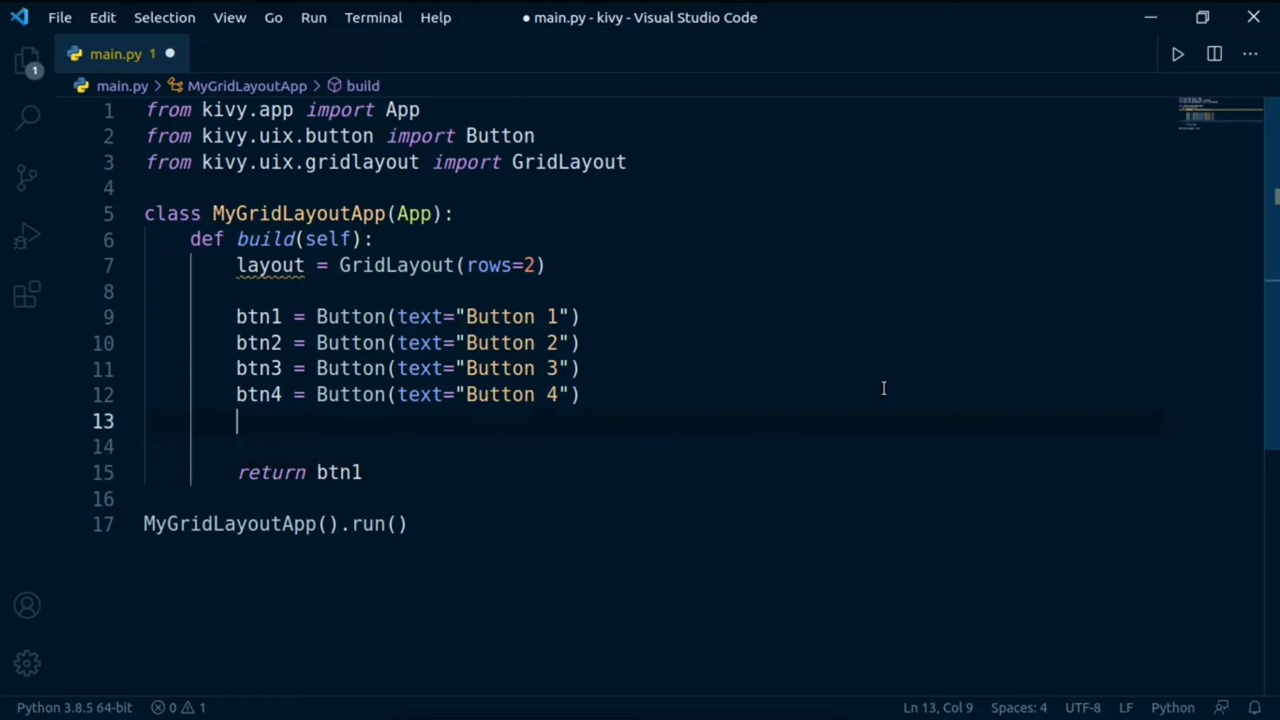 File Edit Selection View Go Run Terminal Help ● main.py - kivy - Visual Studio Code
1
main.py 1 ●
main.py > MyGridLayoutApp > build
1 from kivy.app import App
2 from kivy.uix.button import Button
3 from kivy.uix.gridlayout import GridLayout
4
5 class MyGridLayoutApp(App):
6     def build(self):
7         layout = GridLayout(rows=2)
8
9         btn1 = Button(text="Button 1")
10         btn2 = Button(text="Button 2")
11         btn3 = Button(text="Button 3")
12         btn4 = Button(text="Button 4")
13
14
15         return btn1
16
17 MyGridLayoutApp().run()
Python 3.8.5 64-bit 0 1 Ln 13, Col 9 Spaces: 4 UTF-8 LF Python